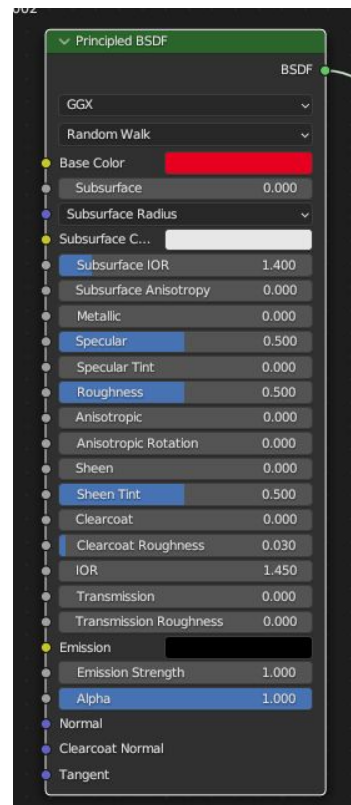 Principled BSDF
BSDF
GGX
Random Walk
Base Color
Subsurface 0.000
Subsurface Radius
Subsurface C...
Subsurface IOR 1.400
Subsurface Anisotropy 0.000
Metallic 0.000
Specular 0.500
Specular Tint 0.000
Roughness 0.500
Anisotropic 0.000
Anisotropic Rotation 0.000
Sheen 0.000
Sheen Tint 0.500
Clearcoat 0.000
Clearcoat Roughness 0.030
IOR 1.450
Transmission 0.000
Transmission Roughness 0.000
Emission
Emission Strength 1.000
Alpha 1.000
Normal
Clearcoat Normal
Tangent